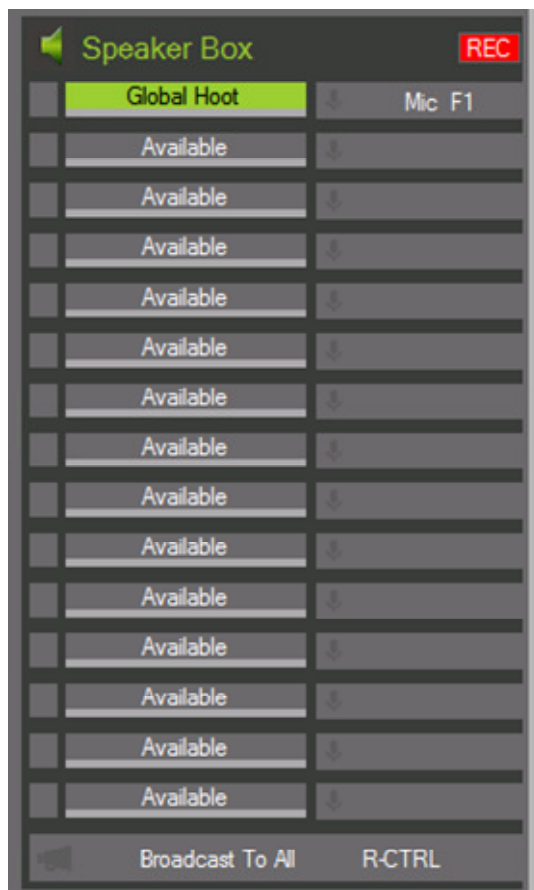 Speaker Box REC
Global Hoot Mic F1
Available
Available
Available
Available
Available
Available
Available
Available
Available
Available
Available
Available
Available
Available
Broadcast To All R-CTRL